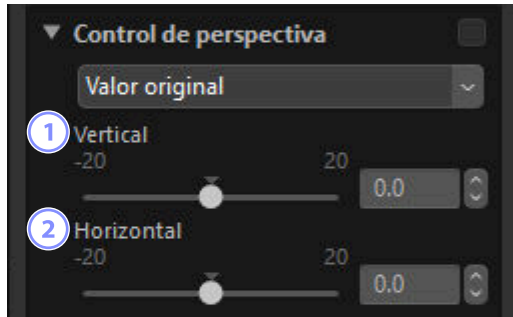 Control de perspectiva
Valor original
1 Vertical
-20 20
0.0
2 Horizontal
-20 20
0.0